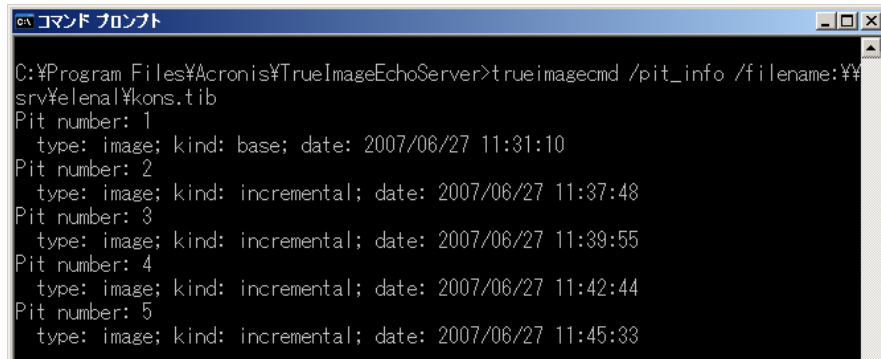 コマンド プロンプト
C:¥Program Files¥Acronis¥TrueImageEchoServer>trueimagecmd /pit_info /filename:¥¥
srv¥elenal¥kons.tib
Pit number: 1
type: image; kind: base; date: 2007/06/27 11:31:10
Pit number: 2
type: image; kind: incremental; date: 2007/06/27 11:37:48
Pit number: 3
type: image; kind: incremental; date: 2007/06/27 11:39:55
Pit number: 4
type: image; kind: incremental; date: 2007/06/27 11:42:44
Pit number: 5
type: image; kind: incremental; date: 2007/06/27 11:45:33